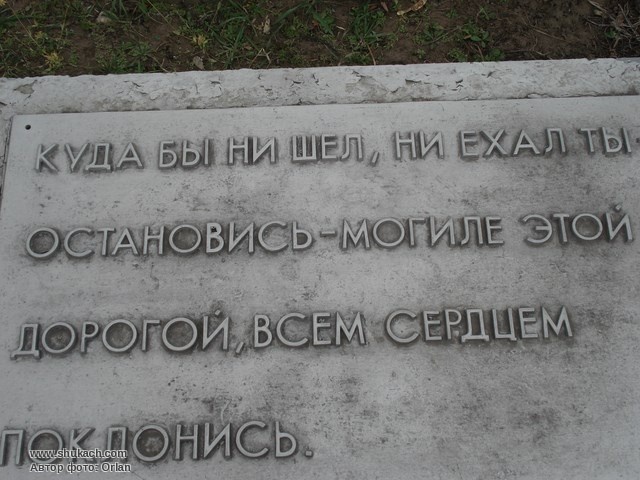 КУДА БЫ НИ ШЕЛ, НИ ЕХАЛ ТЫ-
ОСТАНОВИСЬ-МОГИЛЕ ЭТОЙ
ДОРОГОЙ, ВСЕМ СЕРДЦЕМ
ПОКЛОНИСЬ.
www.shukach.com
Автор фото: Orlan